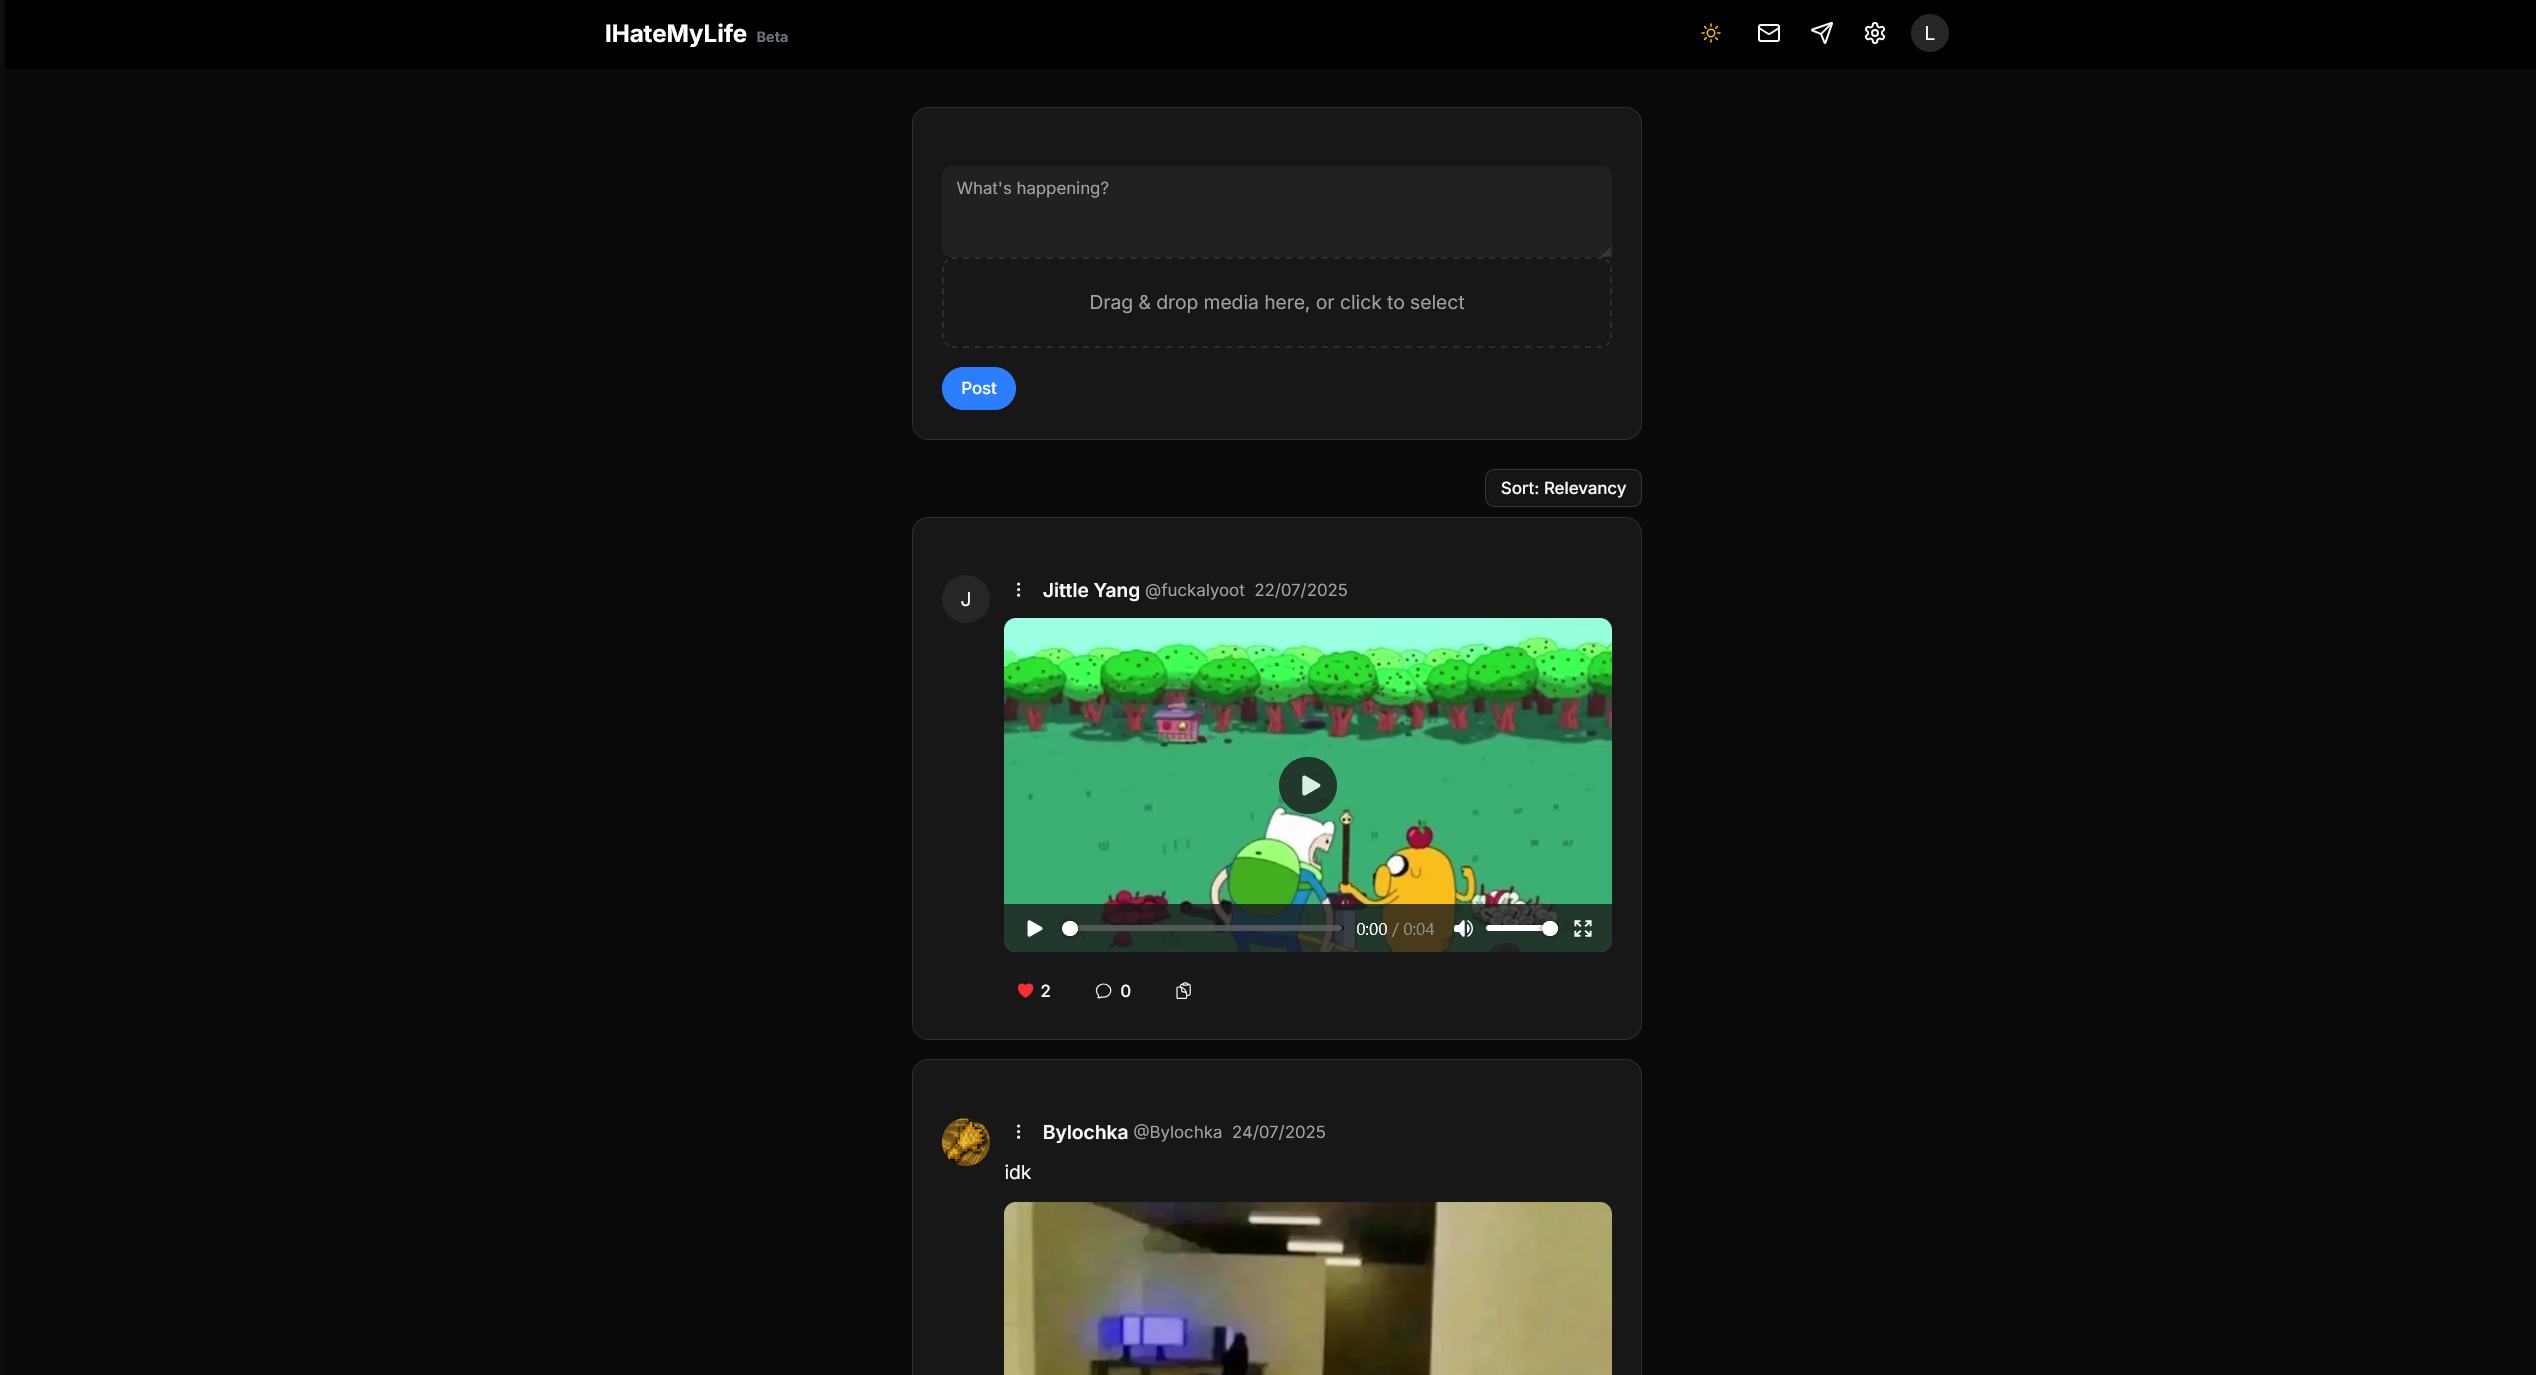 IHateMyLife Beta
L
What's happening?
Drag & drop media here, or click to select
Post
Sort: Relevancy
J
Jittle Yang @fuckalyoot 22/07/2025
0:00 / 0:04
2
0
Bylochka @Bylochka 24/07/2025
idk